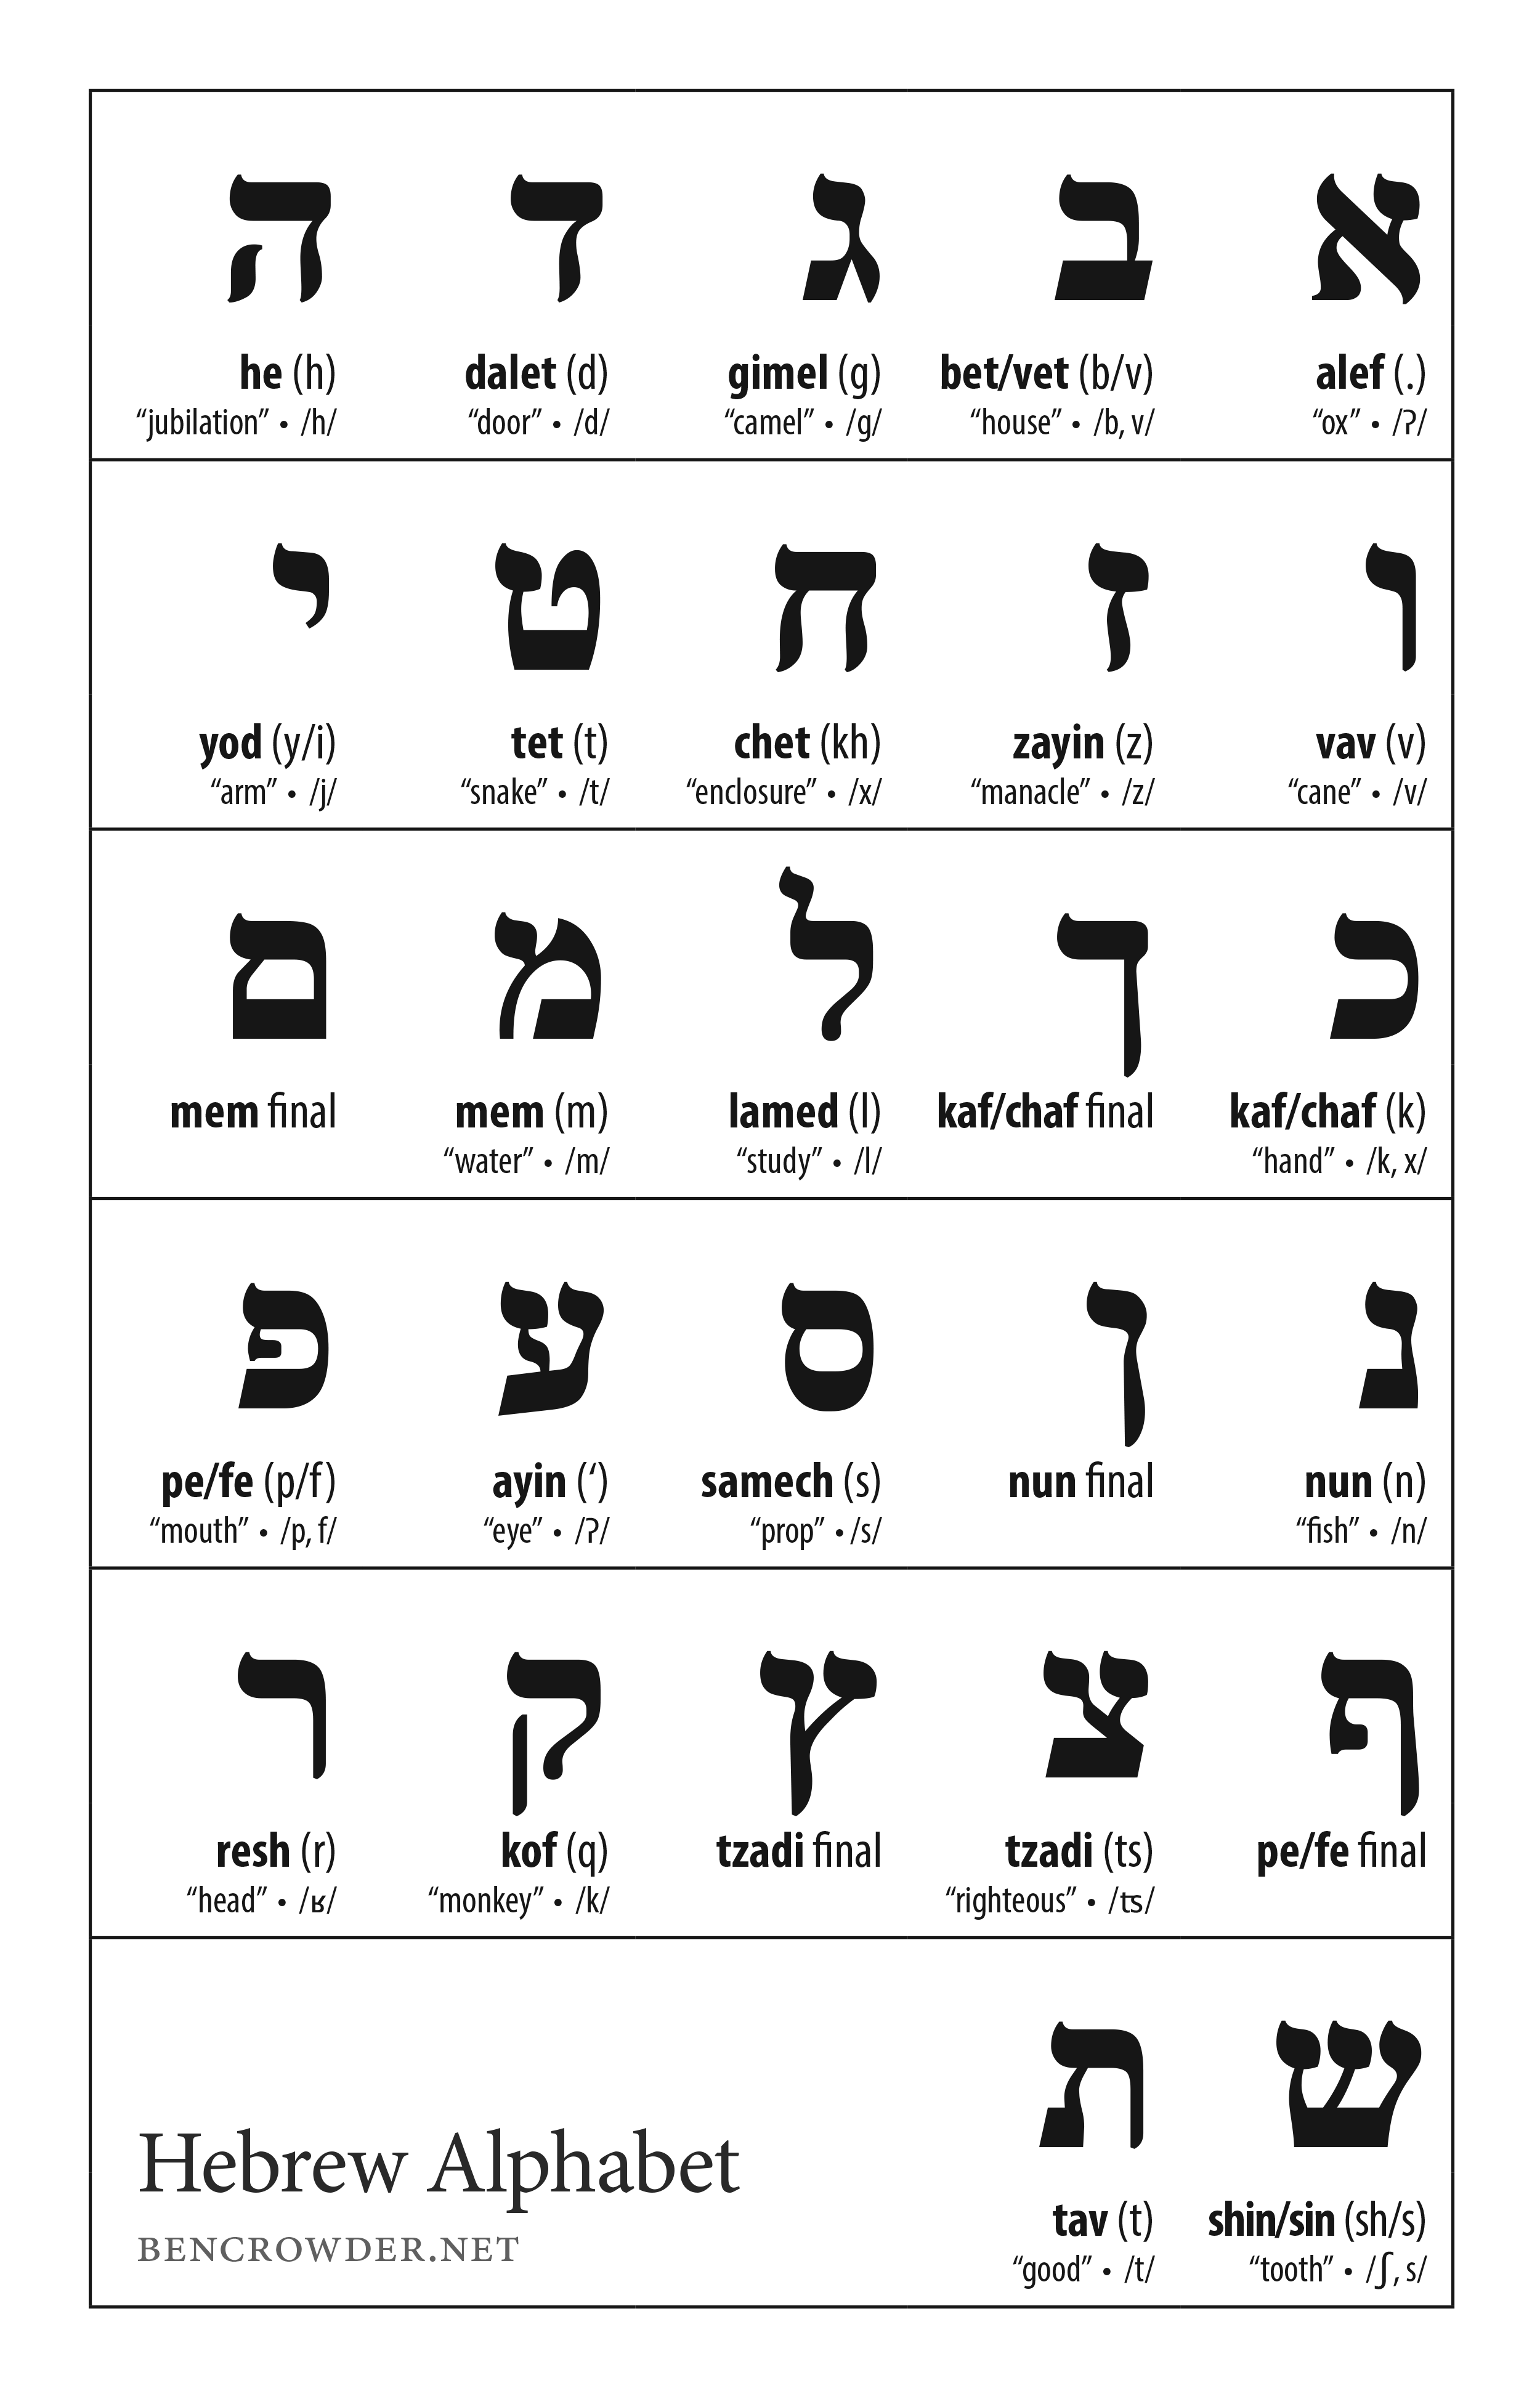 א
alef (.)
“ox” • /ʔ/
ב
bet/vet (b/v)
“house” • /b, v/
ג
gimel (g)
“camel” • /g/
ד
dalet (d)
“door” • /d/
ה
he (h)
“jubilation” • /h/
ו
vav (v)
“cane” • /v/
ז
zayin (z)
“manacle” • /z/
ח
chet (kh)
“enclosure” • /x/
ט
tet (t)
“snake” • /t/
י
yod (y/i)
“arm” • /j/
כ
kaf/chaf (k)
“hand” • /k, x/
ך
kaf/chaf final
ל
lamed (l)
“study” • /l/
מ
mem (m)
“water” • /m/
ם
mem final
נ
nun (n)
“fish” • /n/
ן
nun final
ס
samech (s)
“prop” • /s/
ע
ayin (‘)
“eye” • /ʔ/
פ
pe/fe (p/f)
“mouth” • /p, f/
ף
pe/fe final
צ
tzadi (ts)
“righteous” • /ʦ/
ץ
tzadi final
ק
kof (q)
“monkey” • /k/
ר
resh (r)
“head” • /ʁ/
ש
shin/sin (sh/s)
“tooth” • /ʃ, s/
ת
tav (t)
“good” • /t/
Hebrew Alphabet
BENCROWDER.NET